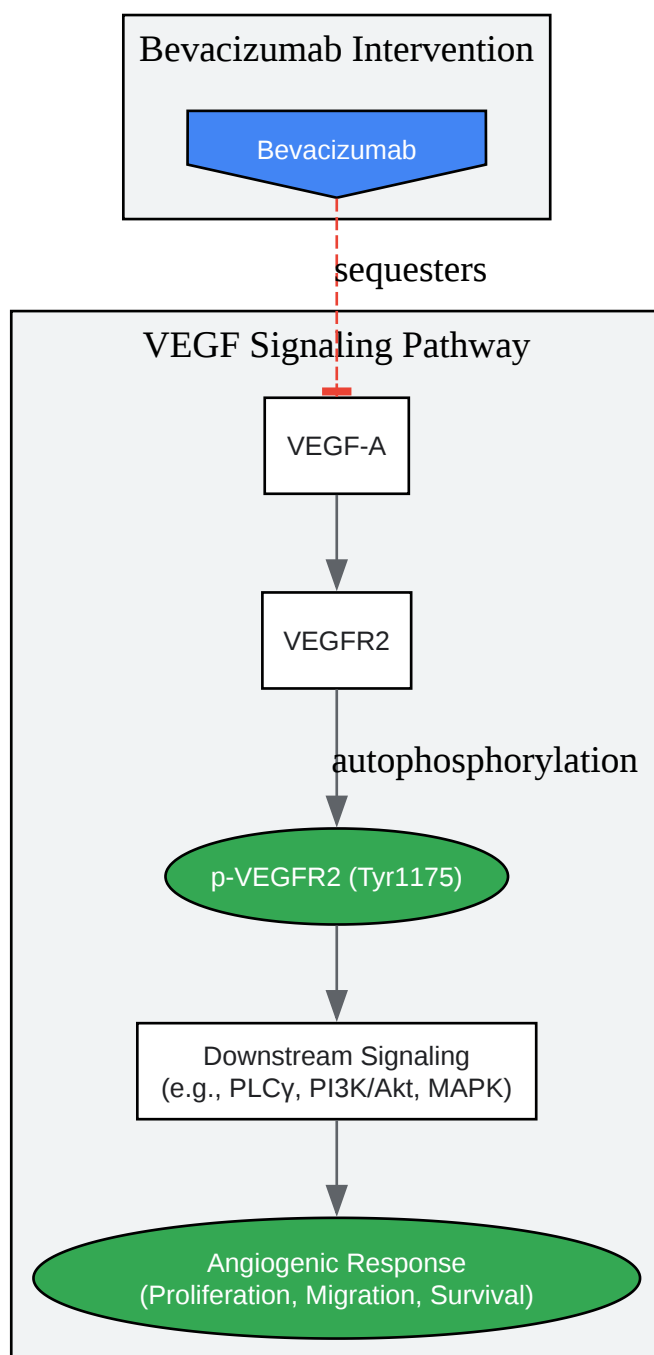 Bevacizumab Intervention
Bevacizumab
sequesters
VEGF Signaling Pathway
VEGF-A
VEGFR2
autophosphorylation
p-VEGFR2 (Tyr1175)
Downstream Signaling
(e.g., PLCγ, PI3K/Akt, MAPK)
Angiogenic Response
(Proliferation, Migration, Survival)